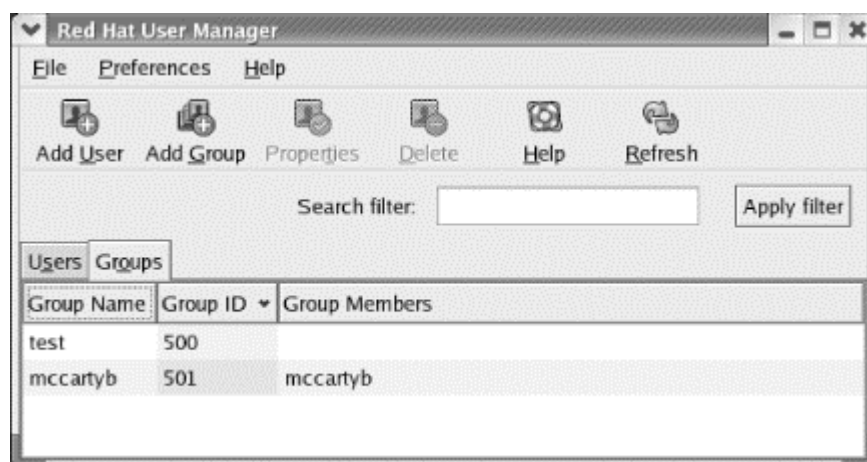 Red Hat User Manager
File Preferences Help
Add User Add Group Properties Delete Help Refresh
Search filter: Apply filter
Users Groups
Group Name Group ID Group Members
test 500
mccartyb 501 mccartyb